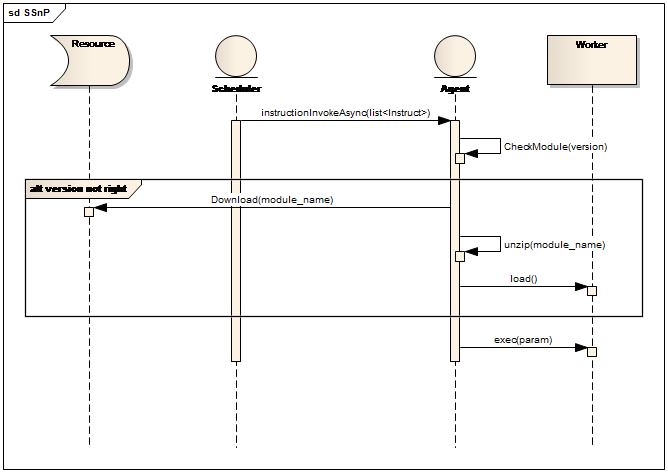 sd SSnP
Resource
Scheduler
Agent
Worker
instructionInvokeAsync(list<Instruct>)
CheckModule(version)
alt version not right
Download(module_name)
unzip(module_name)
load()
exec(param)